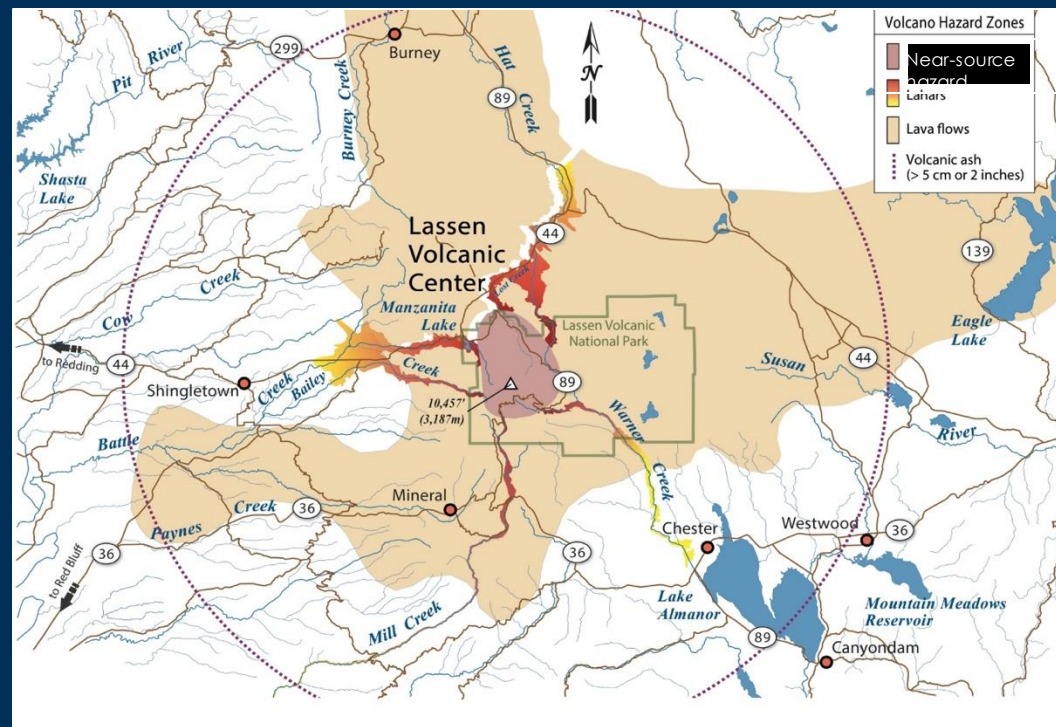 Volcano Hazard Zones
Near-source
hazard
Lahars
Lava flows
Volcanic ash
(> 5 cm or 2 inches)
Pit River
299
Burney
Hat Creek
89
N
Burney Creek
Shasta
Lake
Lassen
Volcanic
Center
44
139
Lost Creek
Manzanita
Lake
Lassen Volcanic
National Park
Eagle
Lake
Cow Creek
to Redding
44
Shingletown
Bailey Creek
Creek
89
Susan River
44
10,457'
(3,187m)
Warner Creek
Battle
Creek
Mineral
36
Paynes
36
to Red Bluff
36
Chester
Westwood
36
Lake
Almanor
Mountain Meadows
Reservoir
Mill Creek
89
Canyondam